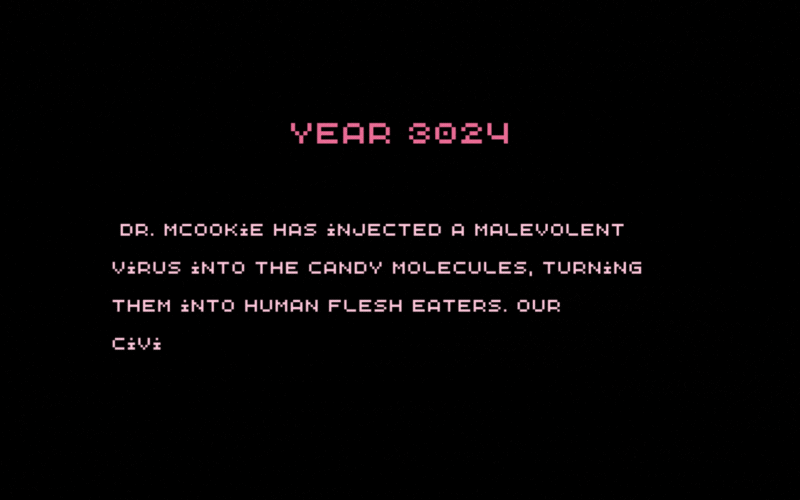 YEAR 3024
DR. MCOOKiE HAS iNJECTED A MALEVOLENT
ViRUS iNTO THE CANDY MOLECULES, TURNiNG
THEM iNTO HUMAN FLESH EATERS. OUR
CiVi